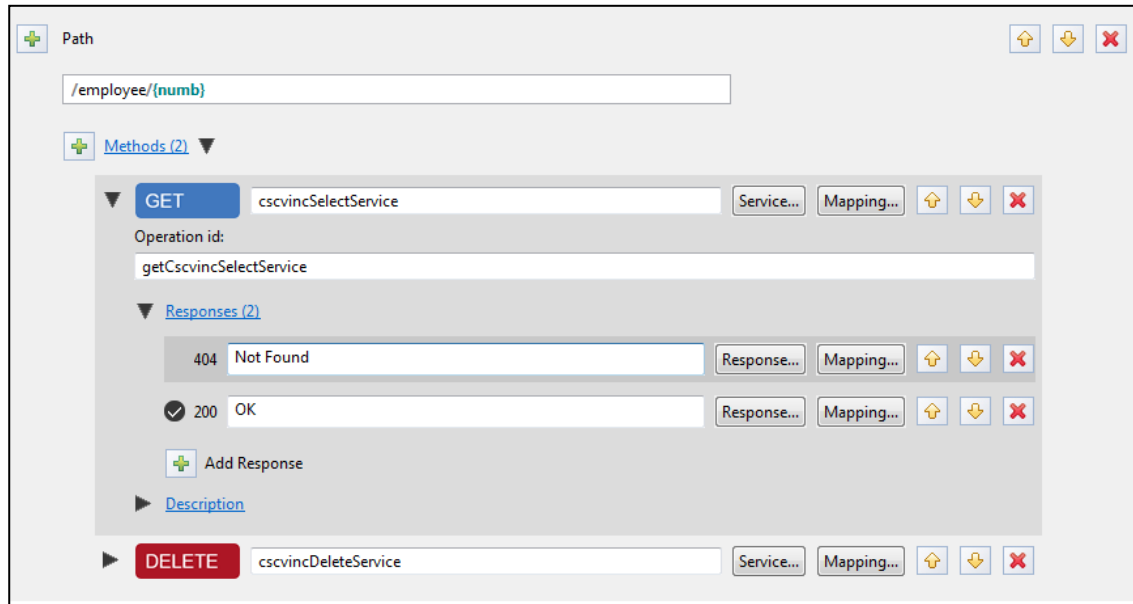 Path
/employee/{numb}
Methods (2)
GET cscvincSelectService Service... Mapping...
Operation id:
getCscvincSelectService
Responses (2)
404 Not Found Response... Mapping...
200 OK Response... Mapping...
Add Response
Description
DELETE cscvincDeleteService Service... Mapping...